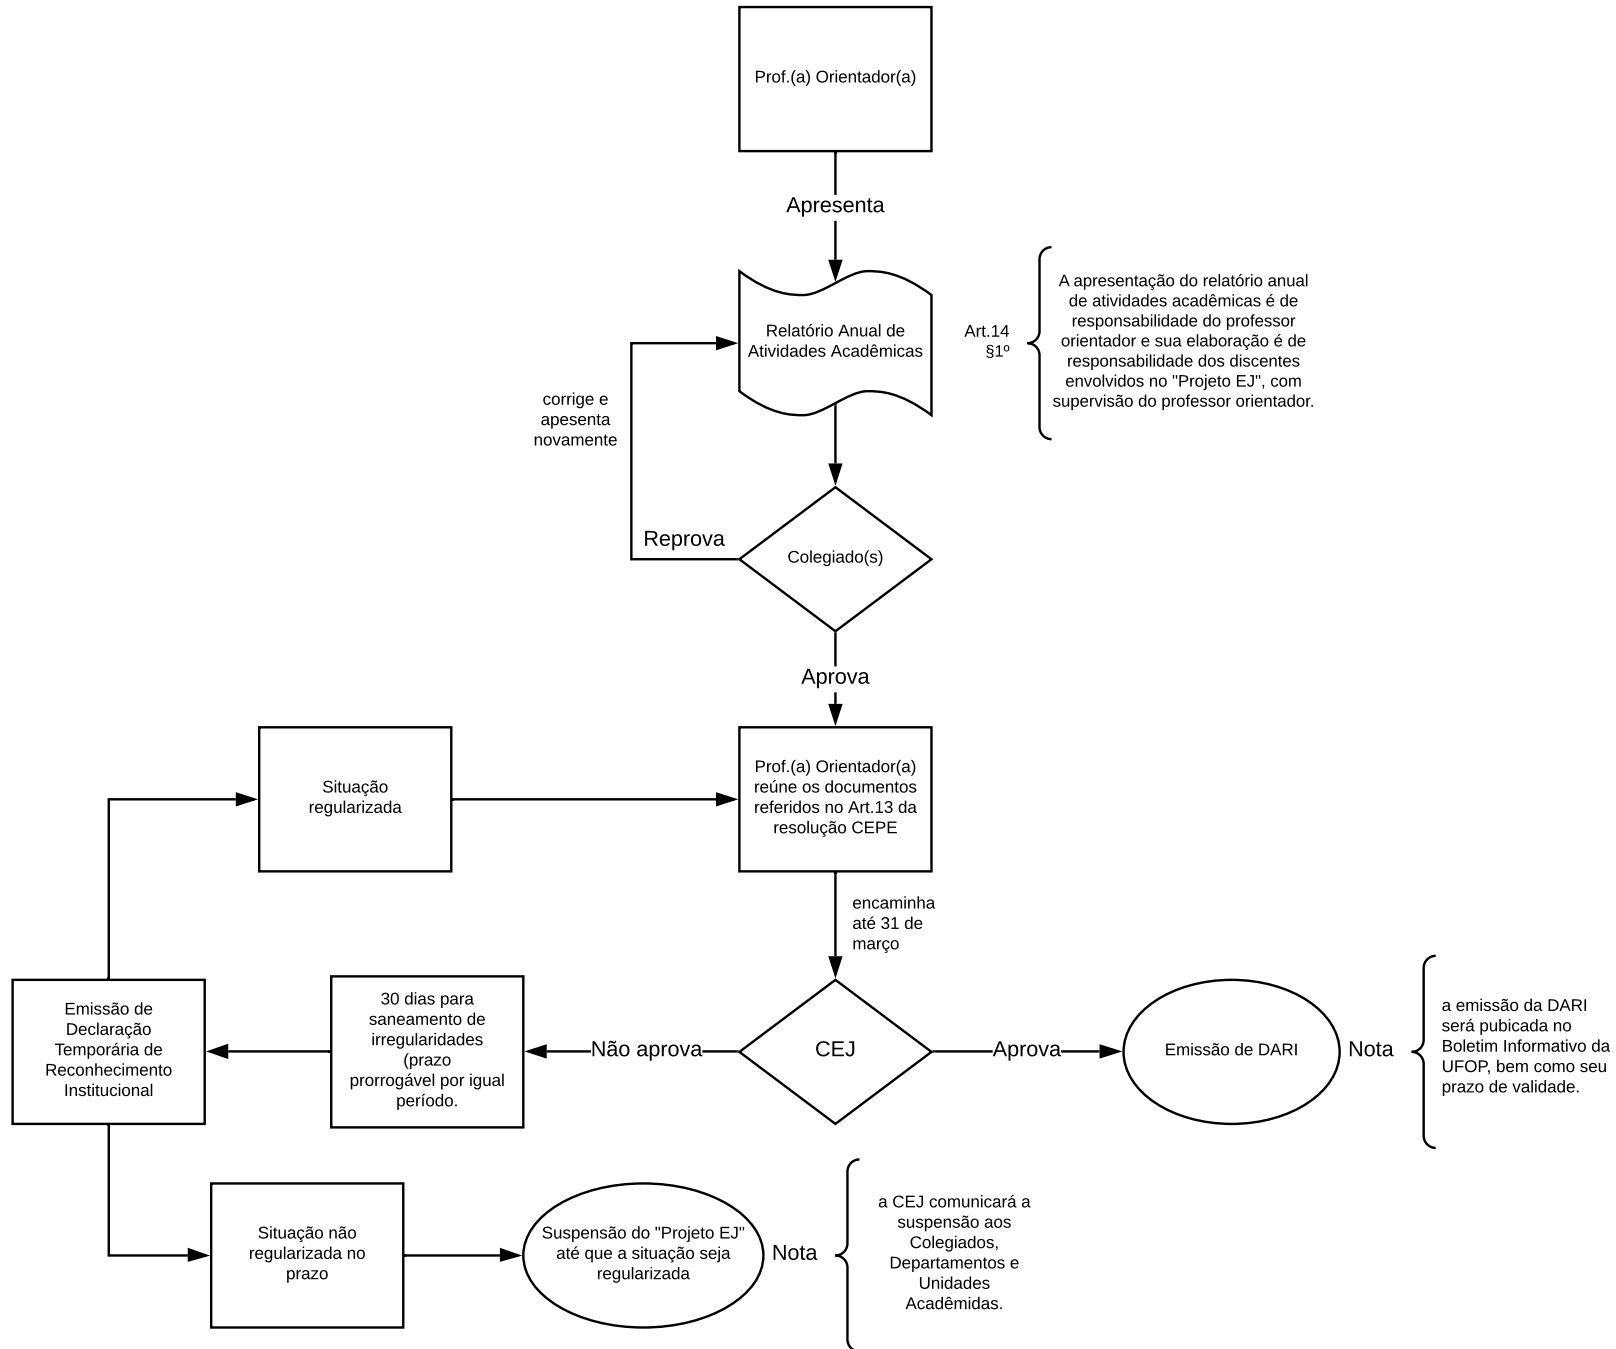 Prof.(a) Orientador(a)
Apresenta
Relatório Anual de
Atividades Acadêmicas
Art.14
§1º
A apresentação do relatório anual
de atividades acadêmicas é de
responsabilidade do professor
orientador e sua elaboração é de
responsabilidade dos discentes
envolvidos no "Projeto EJ", com
supervisão do professor orientador.
corrige e
apesenta
novamente
Reprova
Colegiado(s)
Aprova
Situação
regularizada
Prof.(a) Orientador(a)
reúne os documentos
referidos no Art.13 da
resolução CEPE
encaminha
até 31 de
março
Emissão de
Declaração
Temporária de
Reconhecimento
Institucional
30 dias para
saneamento de
irregularidades
(prazo
prorrogável por igual
período.
Não aprova
CEJ
Aprova
Emissão de DARI
Nota
a emissão da DARI
será pubicada no
Boletim Informativo da
UFOP, bem como seu
prazo de validade.
Situação não
regularizada no
prazo
Suspensão do "Projeto EJ"
até que a situação seja
regularizada
Nota
a CEJ comunicará a
suspensão aos
Colegiados,
Departamentos e
Unidades
Acadêmidas.